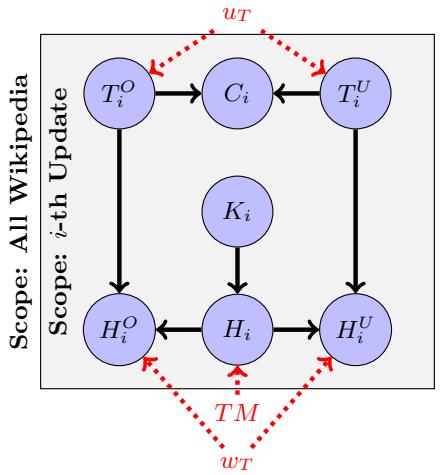 u_T
Scope: All Wikipedia
Scope: i-th Update
T_i^O C_i T_i^U
K_i
H_i^O H_i H_i^U
TM
w_T